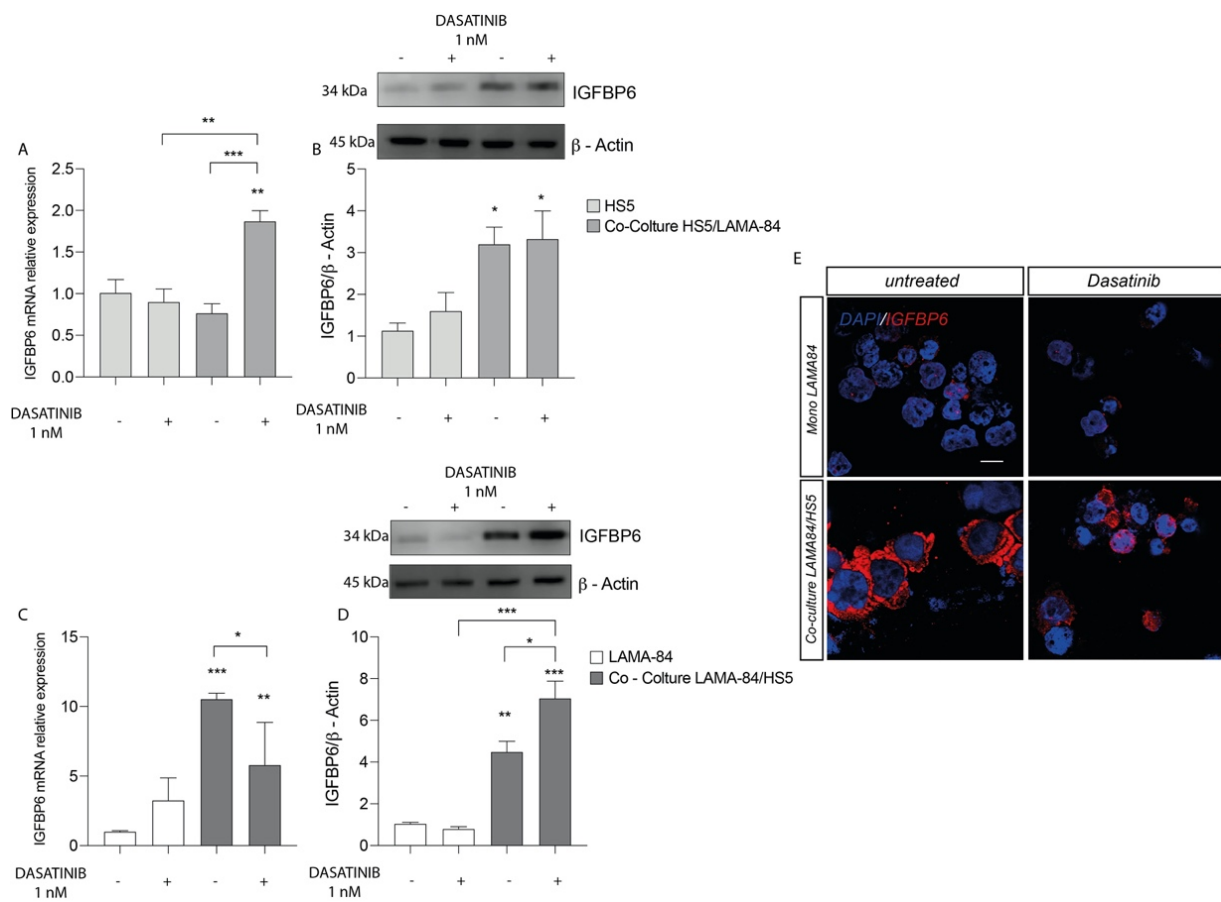 DASATINIB
1 nM
- + - +
34 kDa IGFBP6
45 kDa β - Actin
A
** 
***
**
IGFBP6 mRNA relative expression
2.5
2.0
1.5
1.0
0.5
0.0
- + - +
DASATINIB
1 nM
B
* *
IGFBP6/β - Actin
5
4
3
2
1
0
- + - +
DASATINIB
1 nM
HS5
Co-Colture HS5/LAMA-84
DASATINIB
1 nM
- + - +
34 kDa IGFBP6
45 kDa β - Actin
C
*
***
**
IGFBP6 mRNA relative expression
15
10
5
0
- + - +
DASATINIB
1 nM
D
***
*
***
**
IGFBP6/β - Actin
10
8
6
4
2
0
- + - +
DASATINIB
1 nM
LAMA-84
Co - Colture LAMA-84/HS5
E
untreated Dasatinib
DAPI/IGFBP6
Mono LAMA84
Co-culture LAMA84/HS5